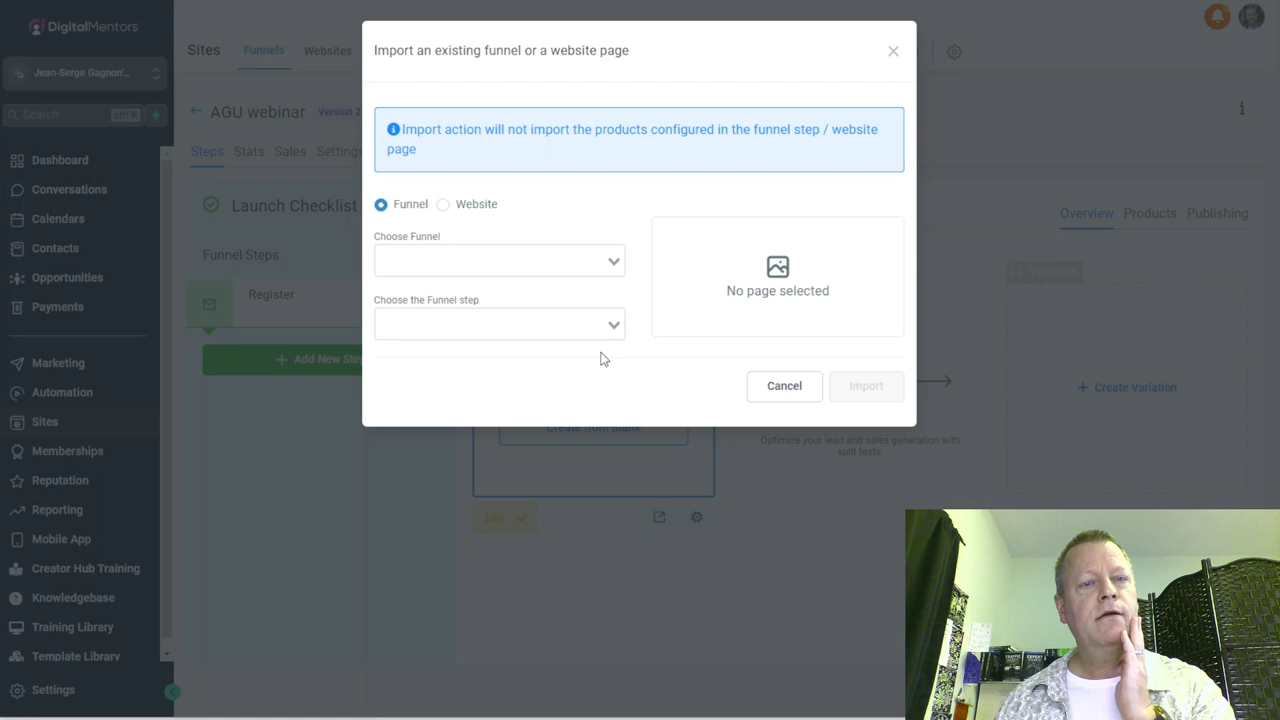 DigitalMentors
Jean-Serge Gagnon'...
Search
ctrl K
Dashboard
Conversations
Calendars
Contacts
Opportunities
Payments
Marketing
Automation
Sites
Memberships
Reputation
Reporting
Mobile App
Creator Hub Training
Knowledgebase
Training Library
Template Library
Settings
Sites
Funnels
Websites
AGU webinar
Version 2
Steps
Stats
Sales
Settings
Launch Checklist
Funnel Steps
Register
+ Add New Step
Import an existing funnel or a website page
Import action will not import the products configured in the funnel step / website
page
Funnel
Website
Choose Funnel
Choose the Funnel step
No page selected
Cancel
Import
Create from Blank
Edit
Overview
Products
Publishing
Variation
+ Create Variation
Optimize your lead and sales generation with
split tests.
TRAFFIC
EXPERT